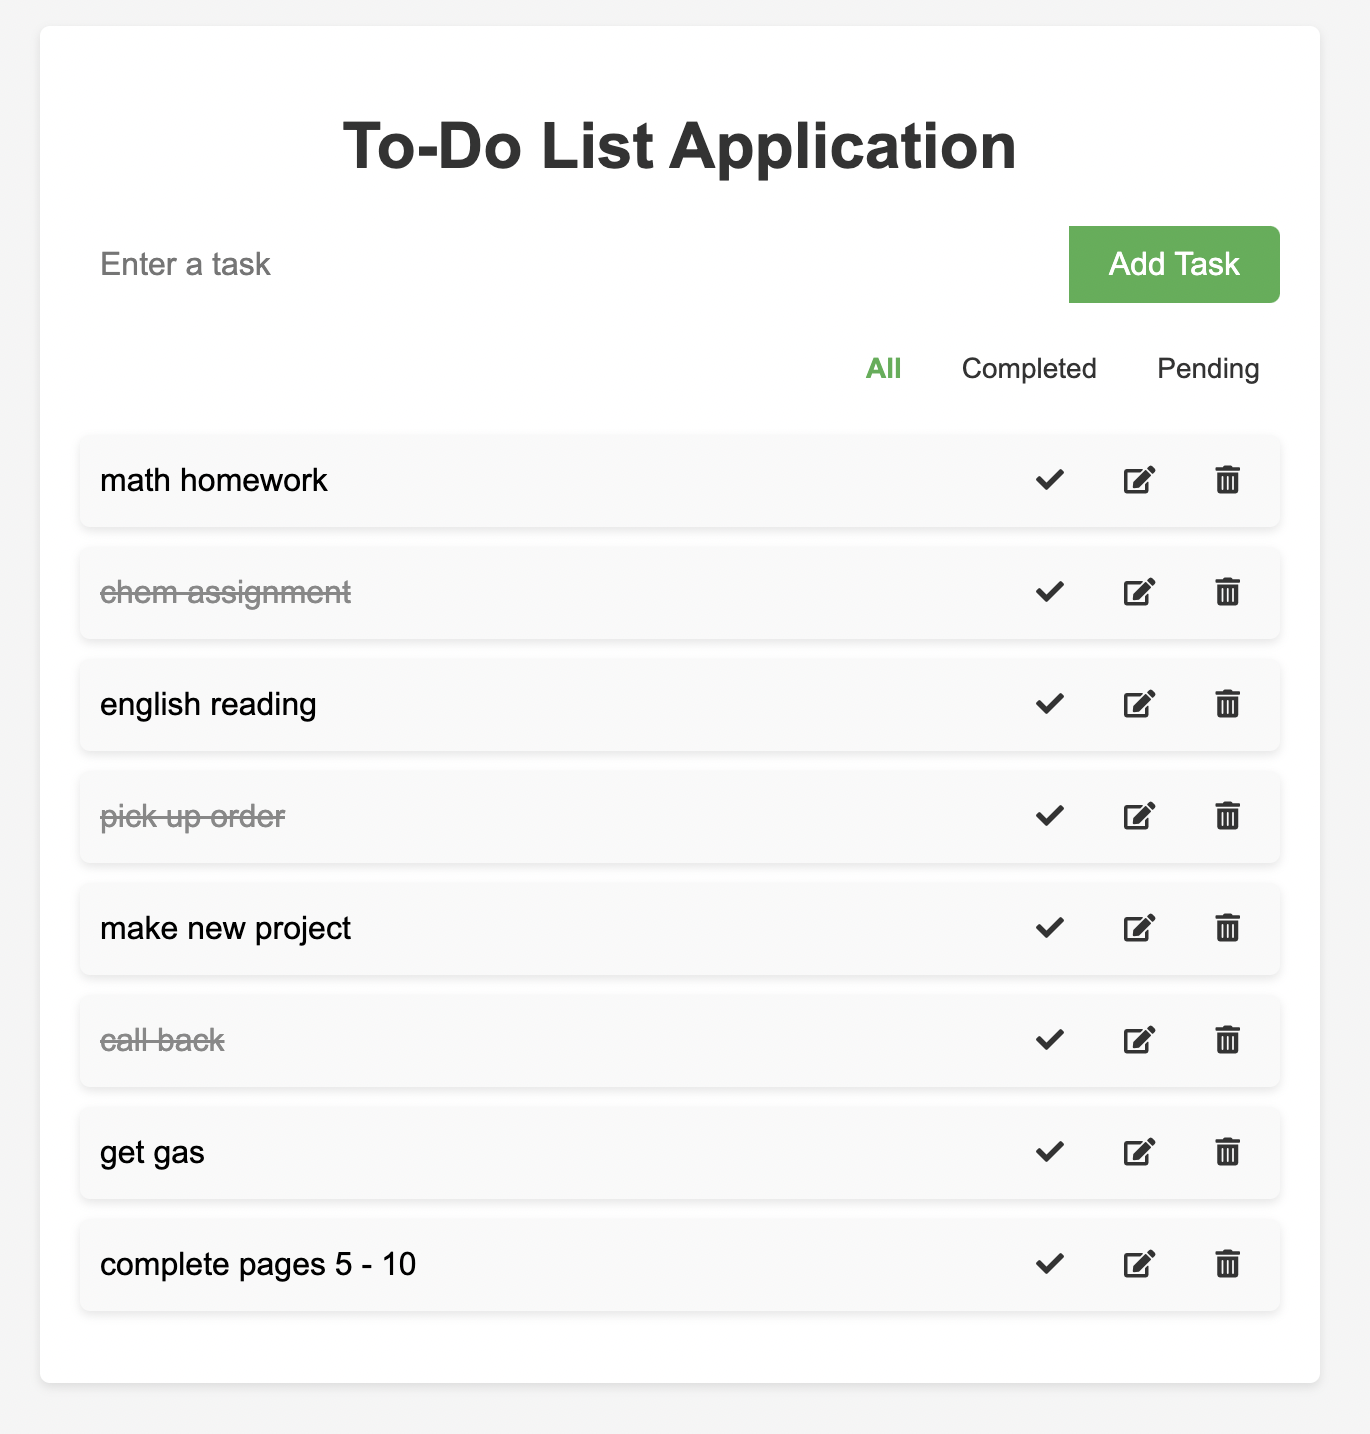 To-Do List Application
Enter a task
Add Task
All
Completed
Pending
math homework
chem assignment
english reading
pick up order
make new project
call back
get gas
complete pages 5 - 10